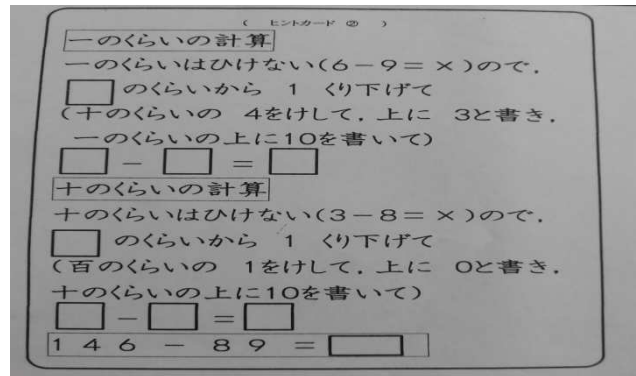 ( ヒントカード ② )
一のくらいの計算
一のくらいはひけない(6－9＝×)ので,
□ のくらいから 1 くり下げて
(十のくらいの 4をけして,上に 3と書き,
一のくらいの上に10を書いて)
□ － □ ＝ □
十のくらいの計算
十のくらいはひけない(3－8＝×)ので,
□ のくらいから 1 くり下げて
(百のくらいの 1をけして,上に 0と書き,
十のくらいの上に10を書いて)
□ － □ ＝ □
1 4 6 － 8 9 ＝ □